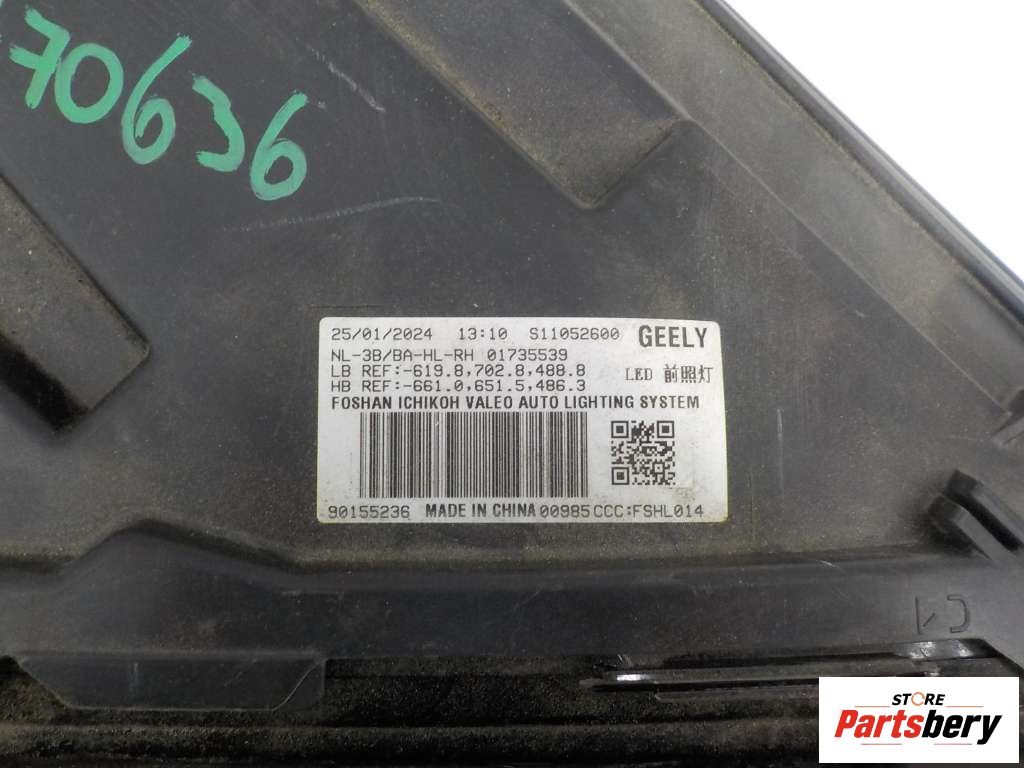 70636
25/01/2024 13:10 S11052600 GEELY
NL-3B/BA-HL-RH 01735539
LB REF:-619.8,702.8,488.8
HB REF:-661.0,651.5,486.3 LED 前照灯
FOSHAN ICHIKOH VALEO AUTO LIGHTING SYSTEM
90155236 MADE IN CHINA 00985 CCC:FSHL014
STORE
Partsbery